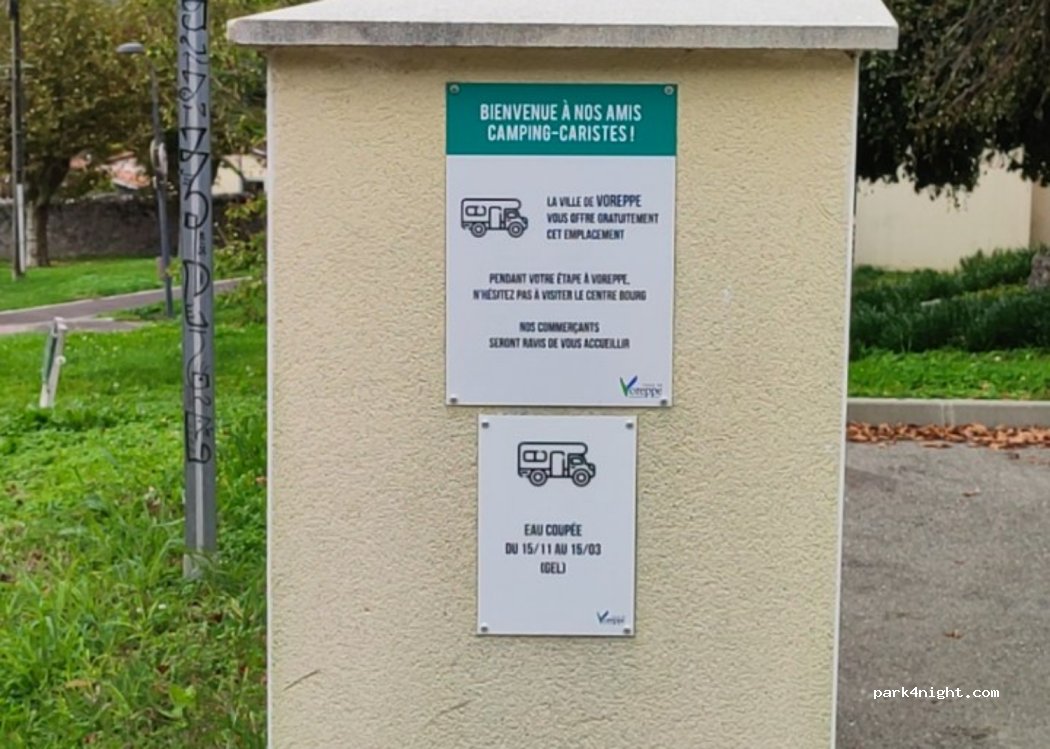 BIENVENUE À NOS AMIS
CAMPING-CARISTES !
LA VILLE DE VOREPPE
VOUS OFFRE GRATUITEMENT
CET EMPLACEMENT
PENDANT VOTRE ÉTAPE À VOREPPE,
N'HÉSITEZ PAS À VISITER LE CENTRE BOURG
NOS COMMERÇANTS
SERONT RAVIS DE VOUS ACCUEILLIR
Voreppe
EAU COUPÉE
DU 15/11 AU 15/03
(GEL)
Voreppe
park4night.com